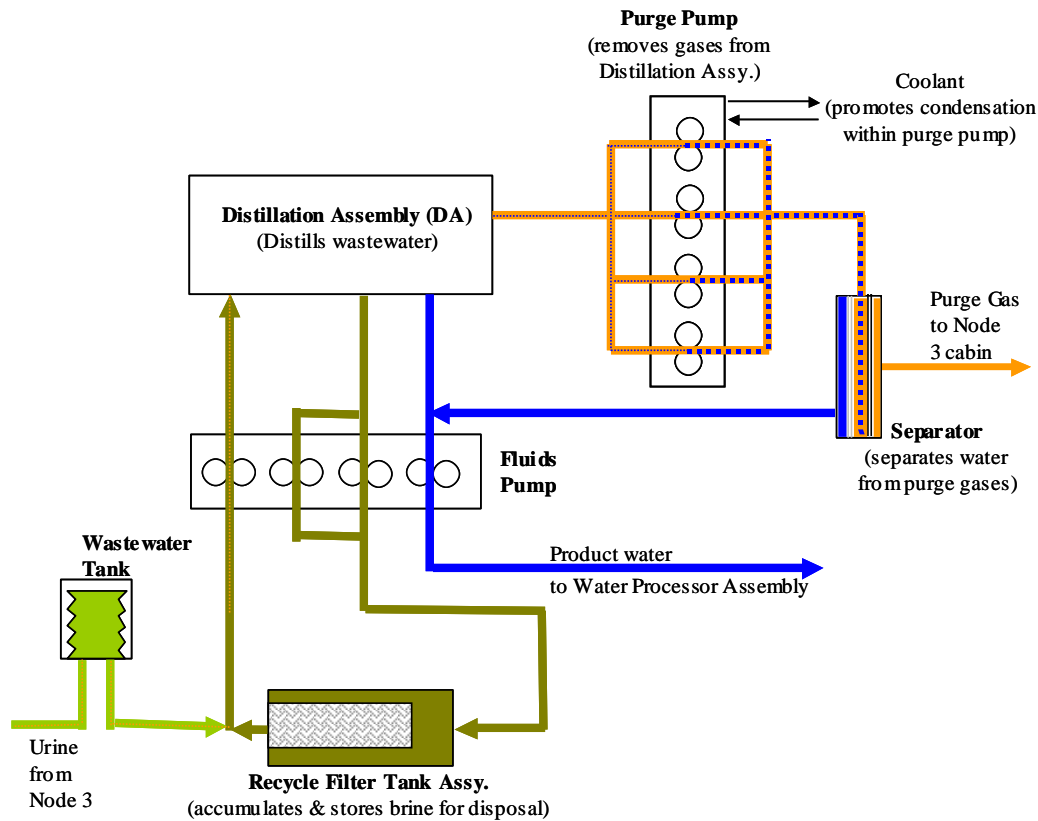 Purge Pump
(removes gases from
Distillation Assy.)
Coolant
(promotes condensation
within purge pump)
Distillation Assembly (DA)
(Distills wastewater)
Purge Gas
to Node
3 cabin
Separator
(separates water
from purge gases)
Fluids
Pump
Wastewater
Tank
Product water
to Water Processor Assembly
Urine
from
Node 3
Recycle Filter Tank Assy.
(accumulates & stores brine for disposal)